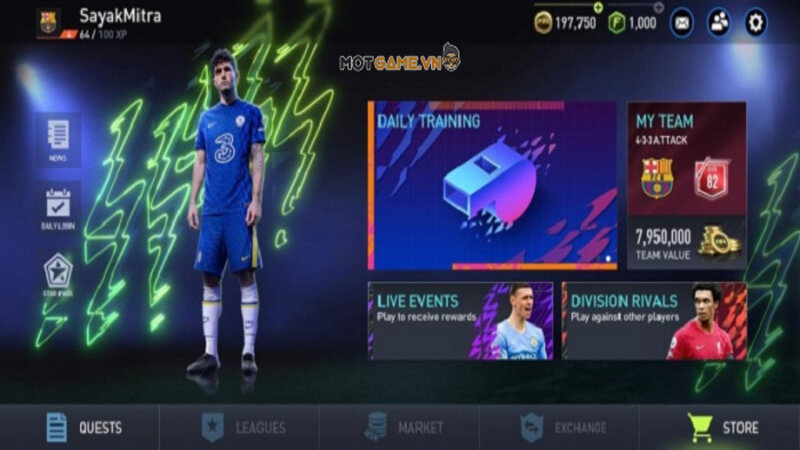 SayakMitra
64 / 100 XP
197,750
1,000
MOTGAME.VN
NEWS
DAILY LOGIN
STAR PASS
3
DAILY TRAINING
MY TEAM
4-3-3 ATTACK
82
7,950,000
TEAM VALUE
LIVE EVENTS
Play to receive rewards
DIVISION RIVALS
Play against other players
QUESTS
LEAGUES
MARKET
EXCHANGE
STORE